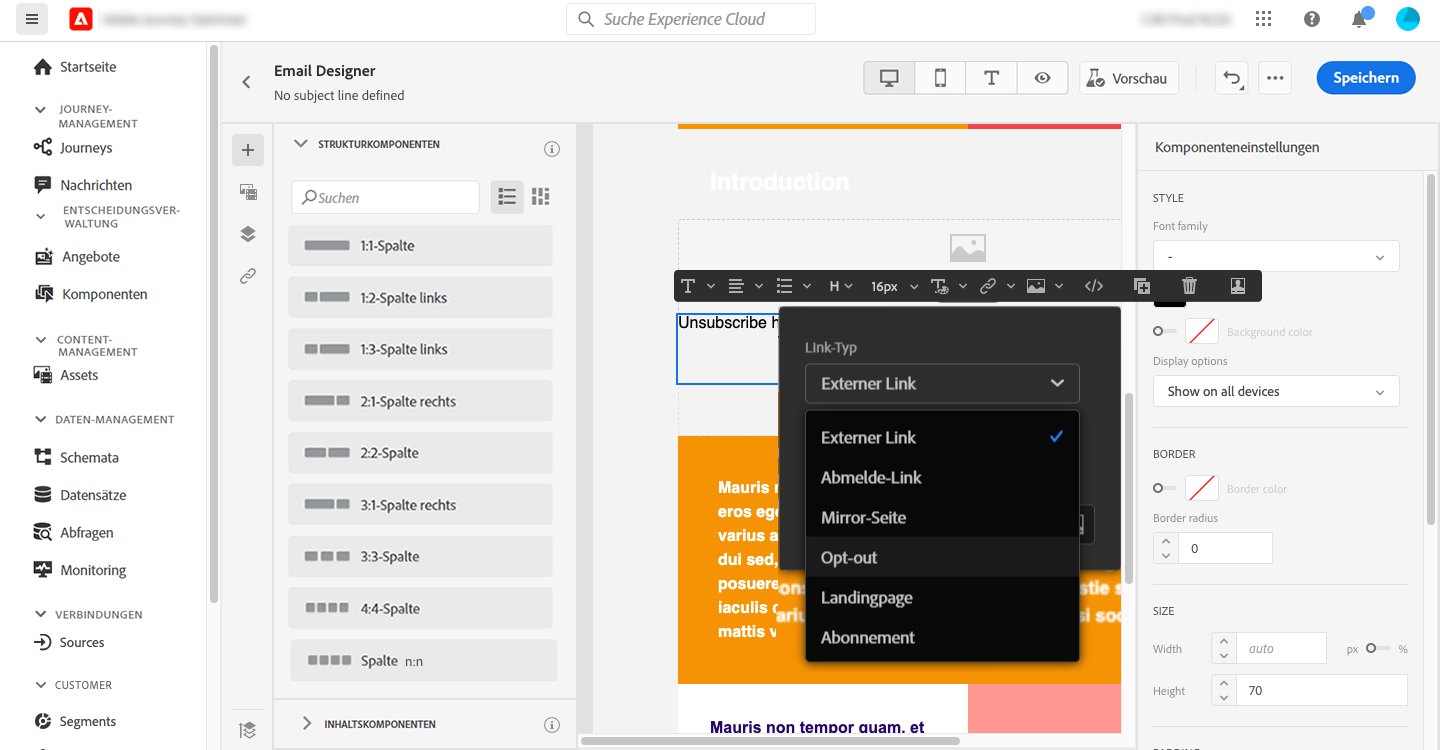 Suche Experience Cloud
Startseite
JOURNEY-
MANAGEMENT
Journeys
Nachrichten
ENTSCHEIDUNGSVER-
WALTUNG
Angebote
Komponenten
CONTENT-
MANAGEMENT
Assets
DATEN-MANAGEMENT
Schemata
Datensätze
Abfragen
Monitoring
VERBINDUNGEN
Sources
CUSTOMER
Segments
Email Designer
No subject line defined
Vorschau
Speichern
STRUKTURKOMPONENTEN
Suchen
1:1-Spalte
1:2-Spalte links
1:3-Spalte links
2:1-Spalte rechts
2:2-Spalte
3:1-Spalte rechts
3:3-Spalte
4:4-Spalte
Spalte n:n
INHALTSKOMPONENTEN
Introduction
H 16px
Unsubscribe h
Link-Typ
Externer Link
Externer Link
Abmelde-Link
Mirror-Seite
Opt-out
Landingpage
Abonnement
Mauris
eros ege
varius a
dui sed,
posuere
iaculis
mattis v
Mauris non tempor quam, et
Komponenteneinstellungen
STYLE
Font family
-
Background color
Display options
Show on all devices
BORDER
Border color
Border radius
0
SIZE
Width auto px %
Height 70